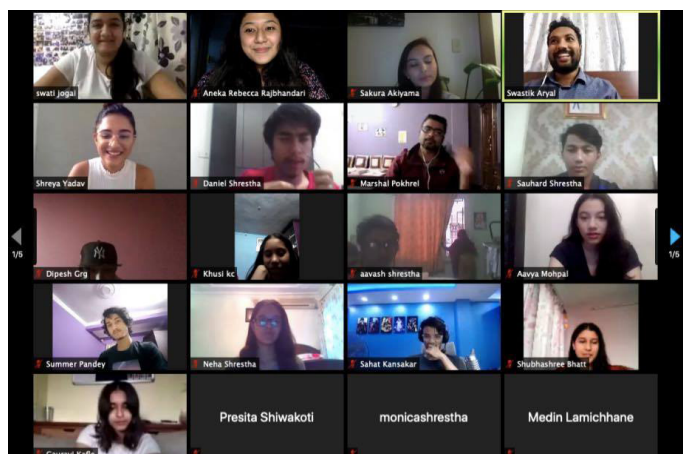 swati jogal
Aneka Rebecca Rajbhandari
Sakura Akiyama
Swastik Aryal
Shreya Yadav
Daniel Shrestha
Marshal Pokhrel
Sauhard Shrestha
1/5
1/5
Dipesh Grg
Khusi kc
aavash shrestha
Aavya Mohpal
Summer Pandey
Neha Shrestha
Sahat Kansakar
Shubhashree Bhatt
Presita Shiwakoti
monicashrestha
Medin Lamichhane